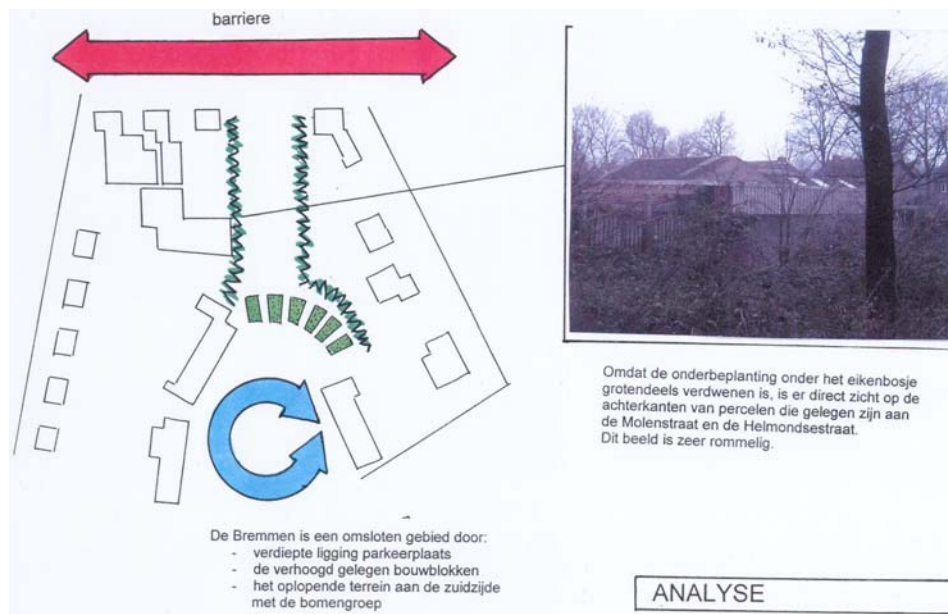 barriere
Omdat de onderbeplanting onder het eikenbosje
grotendeels verdwenen is, is er direct zicht op de
achterkanten van percelen die gelegen zijn aan
de Molenstraat en de Helmondsestraat.
Dit beeld is zeer rommelig.
De Bremmen is een omsloten gebied door:
- verdiepte ligging parkeerplaats
- de verhoogd gelegen bouwblokken
- het oplopende terrein aan de zuidzijde
met de bomengroep
ANALYSE